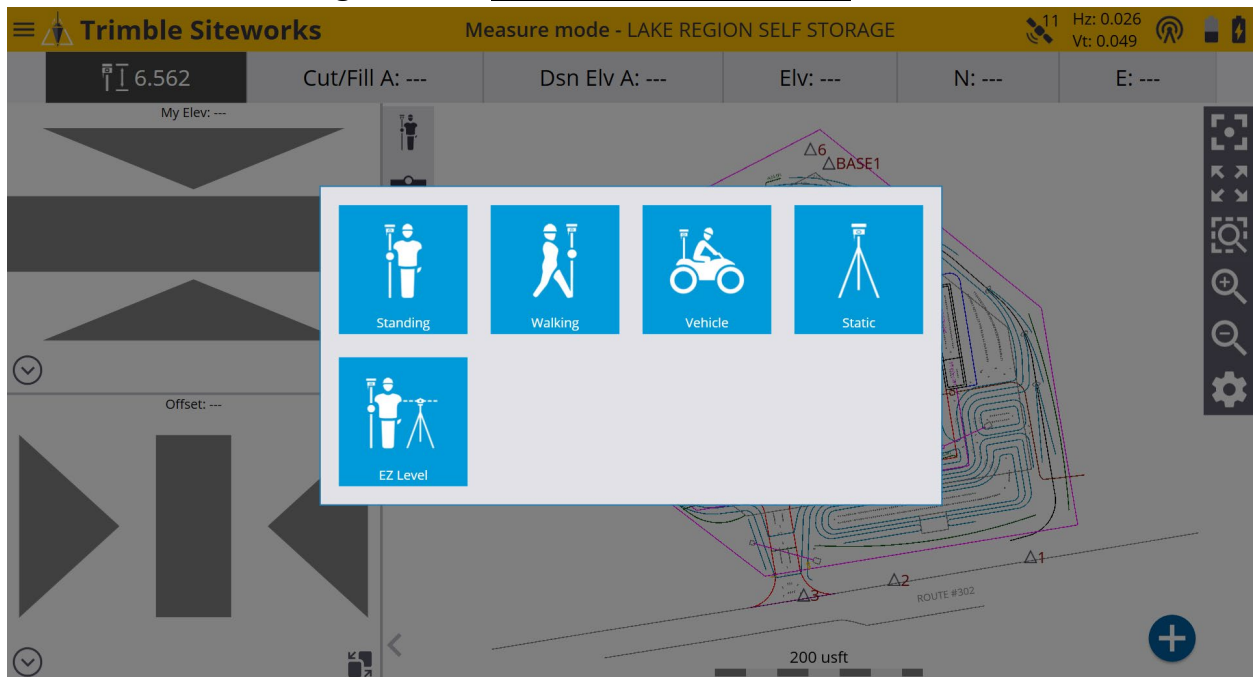 Trimble Siteworks
Measure mode - LAKE REGION SELF STORAGE
11
Hz: 0.026
Vt: 0.049
6.562
Cut/Fill A: ---
Dsn Elv A: ---
Elv: ---
N: ---
E: ---
My Elev: ---
6
BASE1
Standing
Walking
Vehicle
Static
EZ Level
Offset: ---
1
2
3
ROUTE #302
200 usft